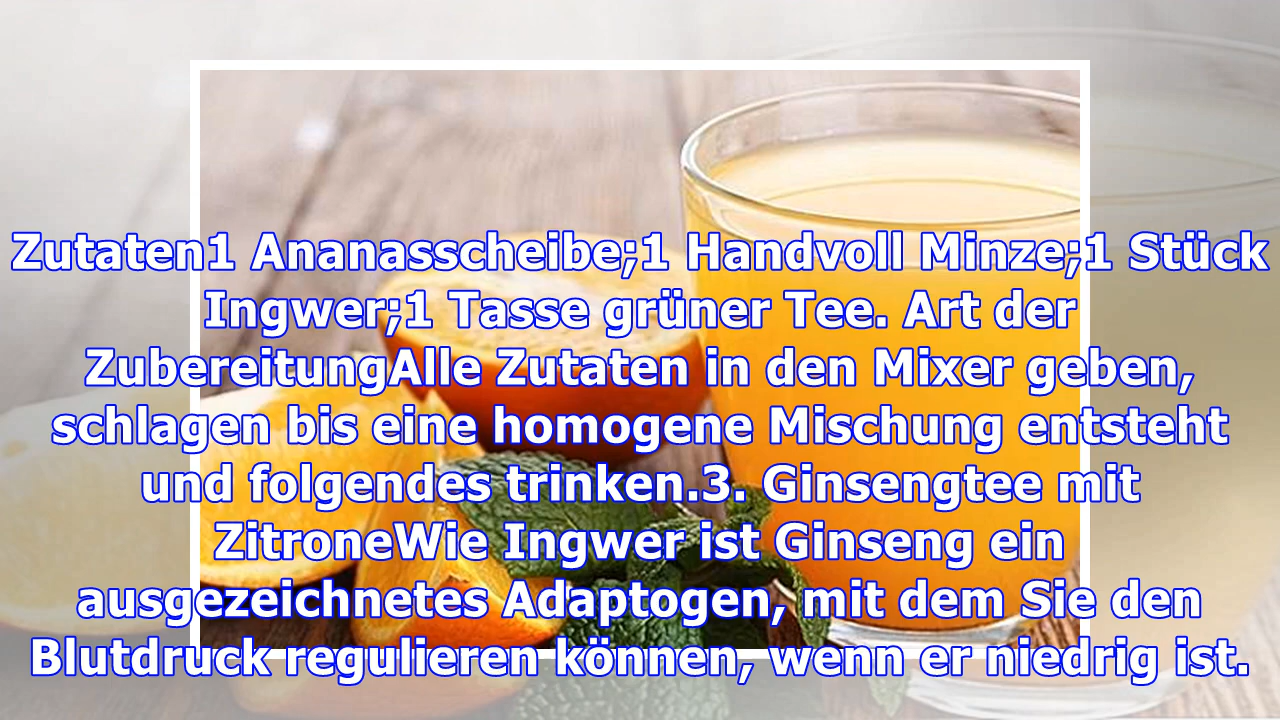 Zutaten1 Ananasscheibe;1 Handvoll Minze;1 Stück
Ingwer;1 Tasse grüner Tee. Art der
ZubereitungAlle Zutaten in den Mixer geben,
schlagen bis eine homogene Mischung entsteht
und folgendes trinken.3. Ginsengtee mit
ZitroneWie Ingwer ist Ginseng ein
ausgezeichnetes Adaptogen, mit dem Sie den
Blutdruck regulieren können, wenn er niedrig ist.